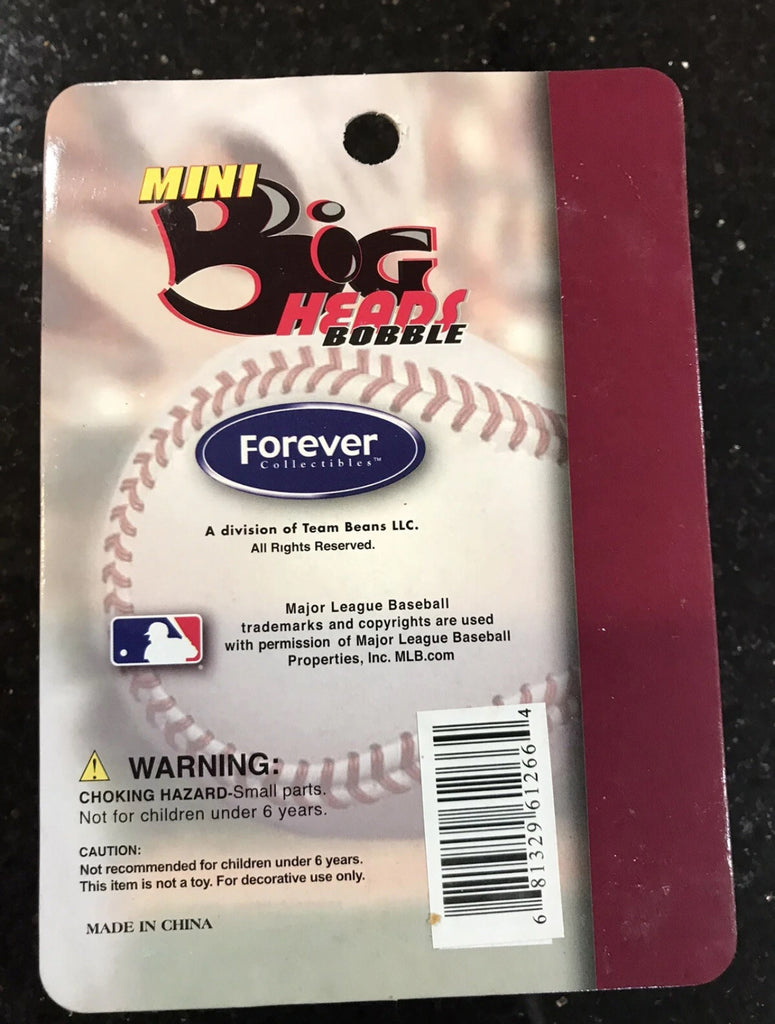 MINI
BiG
HEADS
BOBBLE
Forever
Collectibles™
A division of Team Beans LLC.
All Rights Reserved.
Major League Baseball
trademarks and copyrights are used
with permission of Major League Baseball
Properties, Inc. MLB.com
WARNING:
CHOKING HAZARD-Small parts.
Not for children under 6 years.
CAUTION:
Not recommended for children under 6 years.
This item is not a toy. For decorative use only.
MADE IN CHINA
6 81329 61266 4